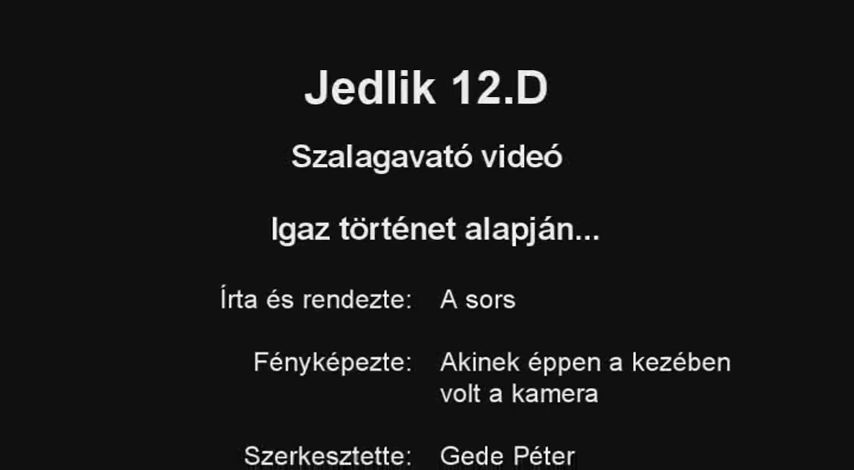 Jedlik 12.D
Szalagavató videó
Igaz történet alapján...
Írta és rendezte: A sors
Fényképezte: Akinek éppen a kezében
volt a kamera
Szerkesztette: Gede Péter